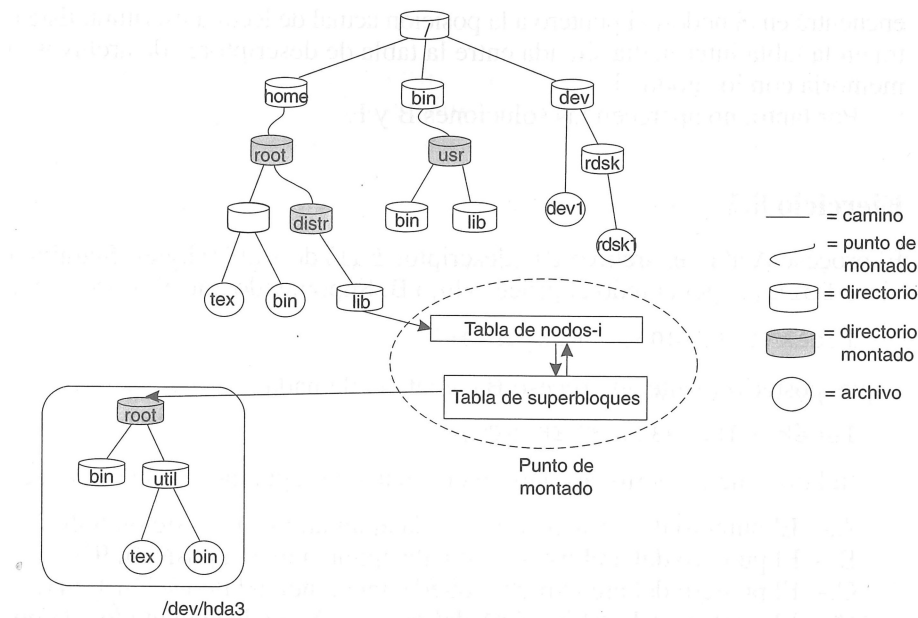 /
home
bin
dev
root
usr
rdsk
distr
bin
lib
dev1
rdsk1
tex
bin
lib
= camino
= punto de
montado
= directorio
= directorio
montado
= archivo
Tabla de nodos-i
Tabla de superbloques
Punto de
montado
root
bin
util
tex
bin
/dev/hda3